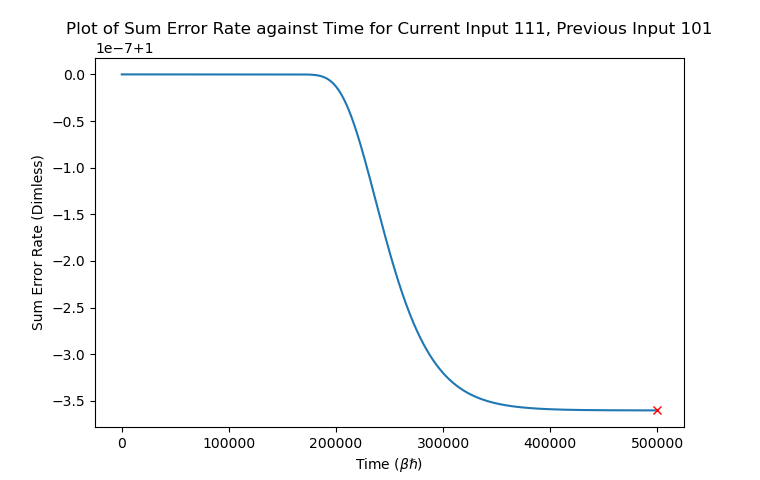 Plot of Sum Error Rate against Time for Current Input 111, Previous Input 101
1e−7+1
0.0
−0.5
−1.0
−1.5
−2.0
−2.5
−3.0
−3.5
Sum Error Rate (Dimless)
0 100000 200000 300000 400000 500000
Time (βħ)